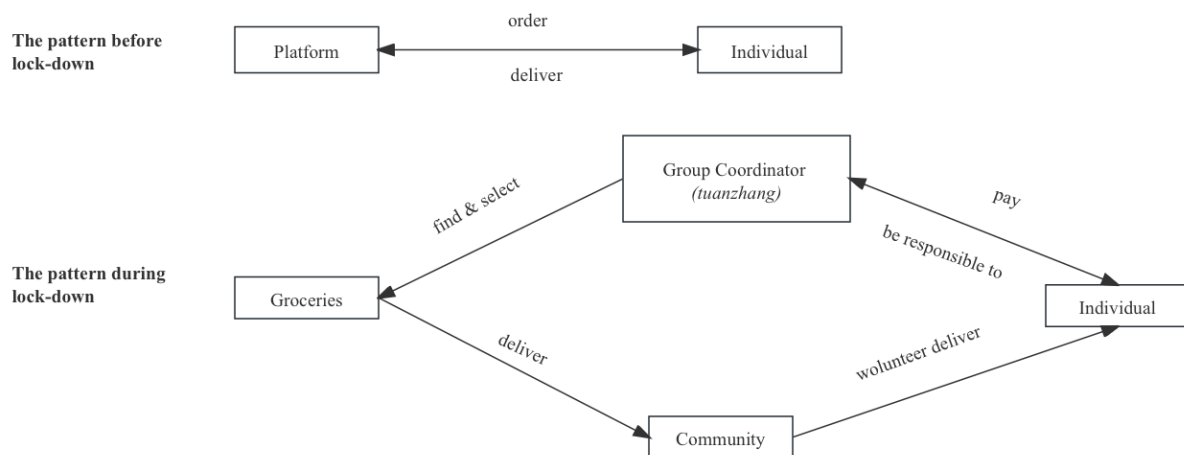 The pattern before
lock-down
order
Platform
Individual
deliver
Group Coordinator
(tuanzhang)
find & select
pay
be responsible to
The pattern during
lock-down
Groceries
Individual
deliver
wolunteer deliver
Community